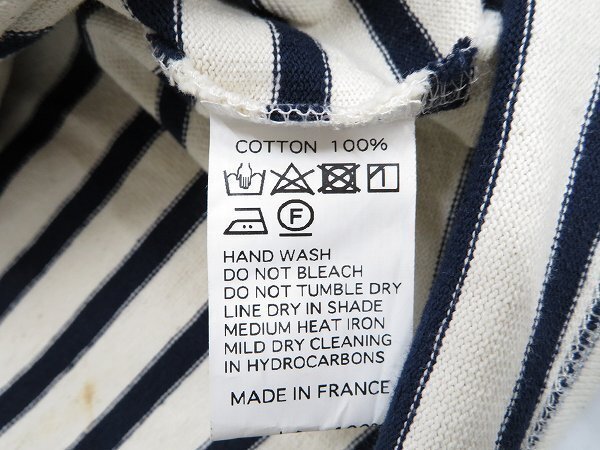 COTTON 100%
F
HAND WASH
DO NOT BLEACH
DO NOT TUMBLE DRY
LINE DRY IN SHADE
MEDIUM HEAT IRON
MILD DRY CLEANING
IN HYDROCARBONS
MADE IN FRANCE